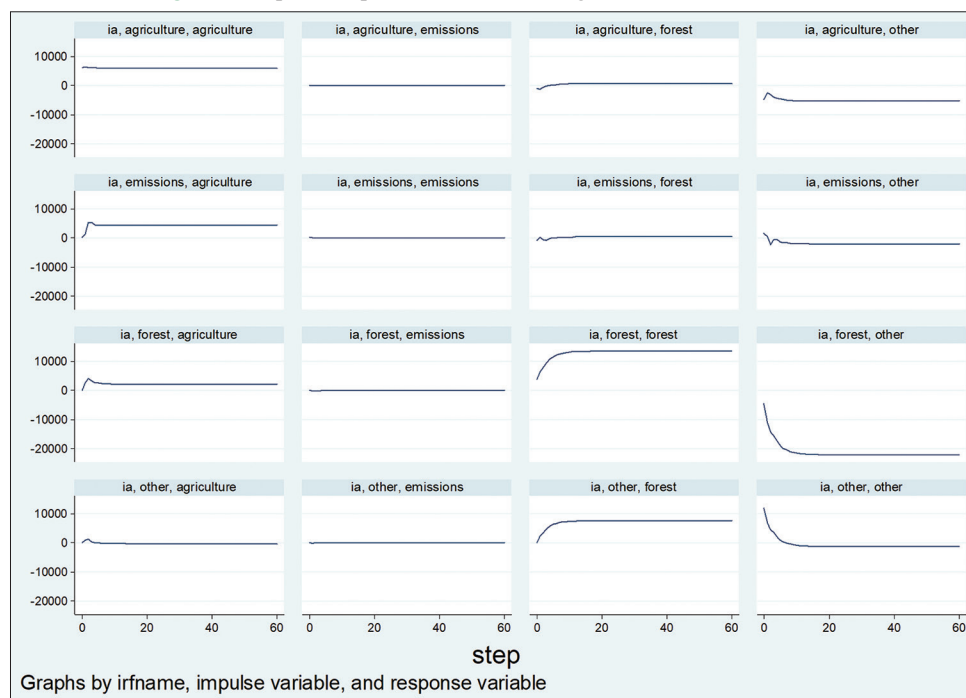 ia, agriculture, agriculture
ia, agriculture, emissions
ia, agriculture, forest
ia, agriculture, other
10000
0
-10000
-20000
ia, emissions, agriculture
ia, emissions, emissions
ia, emissions, forest
ia, emissions, other
10000
0
-10000
-20000
ia, forest, agriculture
ia, forest, emissions
ia, forest, forest
ia, forest, other
10000
0
-10000
-20000
ia, other, agriculture
ia, other, emissions
ia, other, forest
ia, other, other
10000
0
-10000
-20000
0 20 40 60
0 20 40 60
0 20 40 60
0 20 40 60
step
Graphs by irfname, impulse variable, and response variable